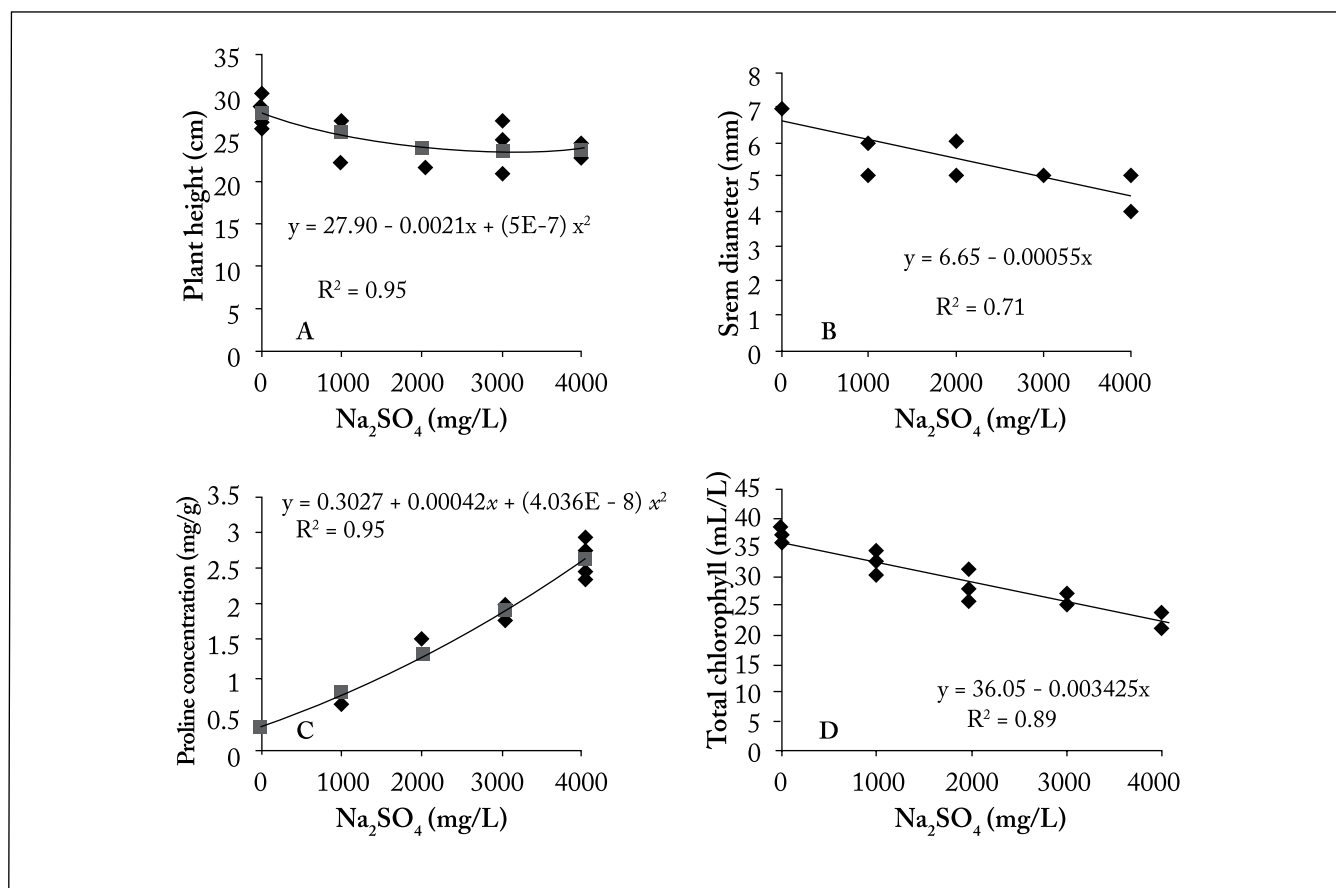 35
30
25
20
15
10
5
0
Plant height (cm)
y = 27.90 - 0.0021x + (5E-7) x²
R² = 0.95
A
0 1000 2000 3000 4000
Na₂SO₄ (mg/L)
8
7
6
5
4
3
2
1
0
Srem diameter (mm)
y = 6.65 - 0.00055x
R² = 0.71
B
0 1000 2000 3000 4000
Na₂SO₄ (mg/L)
3.5
3
2.5
2
1.5
1
0.5
0
Proline concentration (mg/g)
y = 0.3027 + 0.00042x + (4.036E - 8) x²
R² = 0.95
C
0 1000 2000 3000 4000
Na₂SO₄ (mg/L)
45
40
35
30
25
20
15
10
5
0
Total chlorophyll (mL/L)
y = 36.05 - 0.003425x
R² = 0.89
D
0 1000 2000 3000 4000
Na₂SO₄ (mg/L)